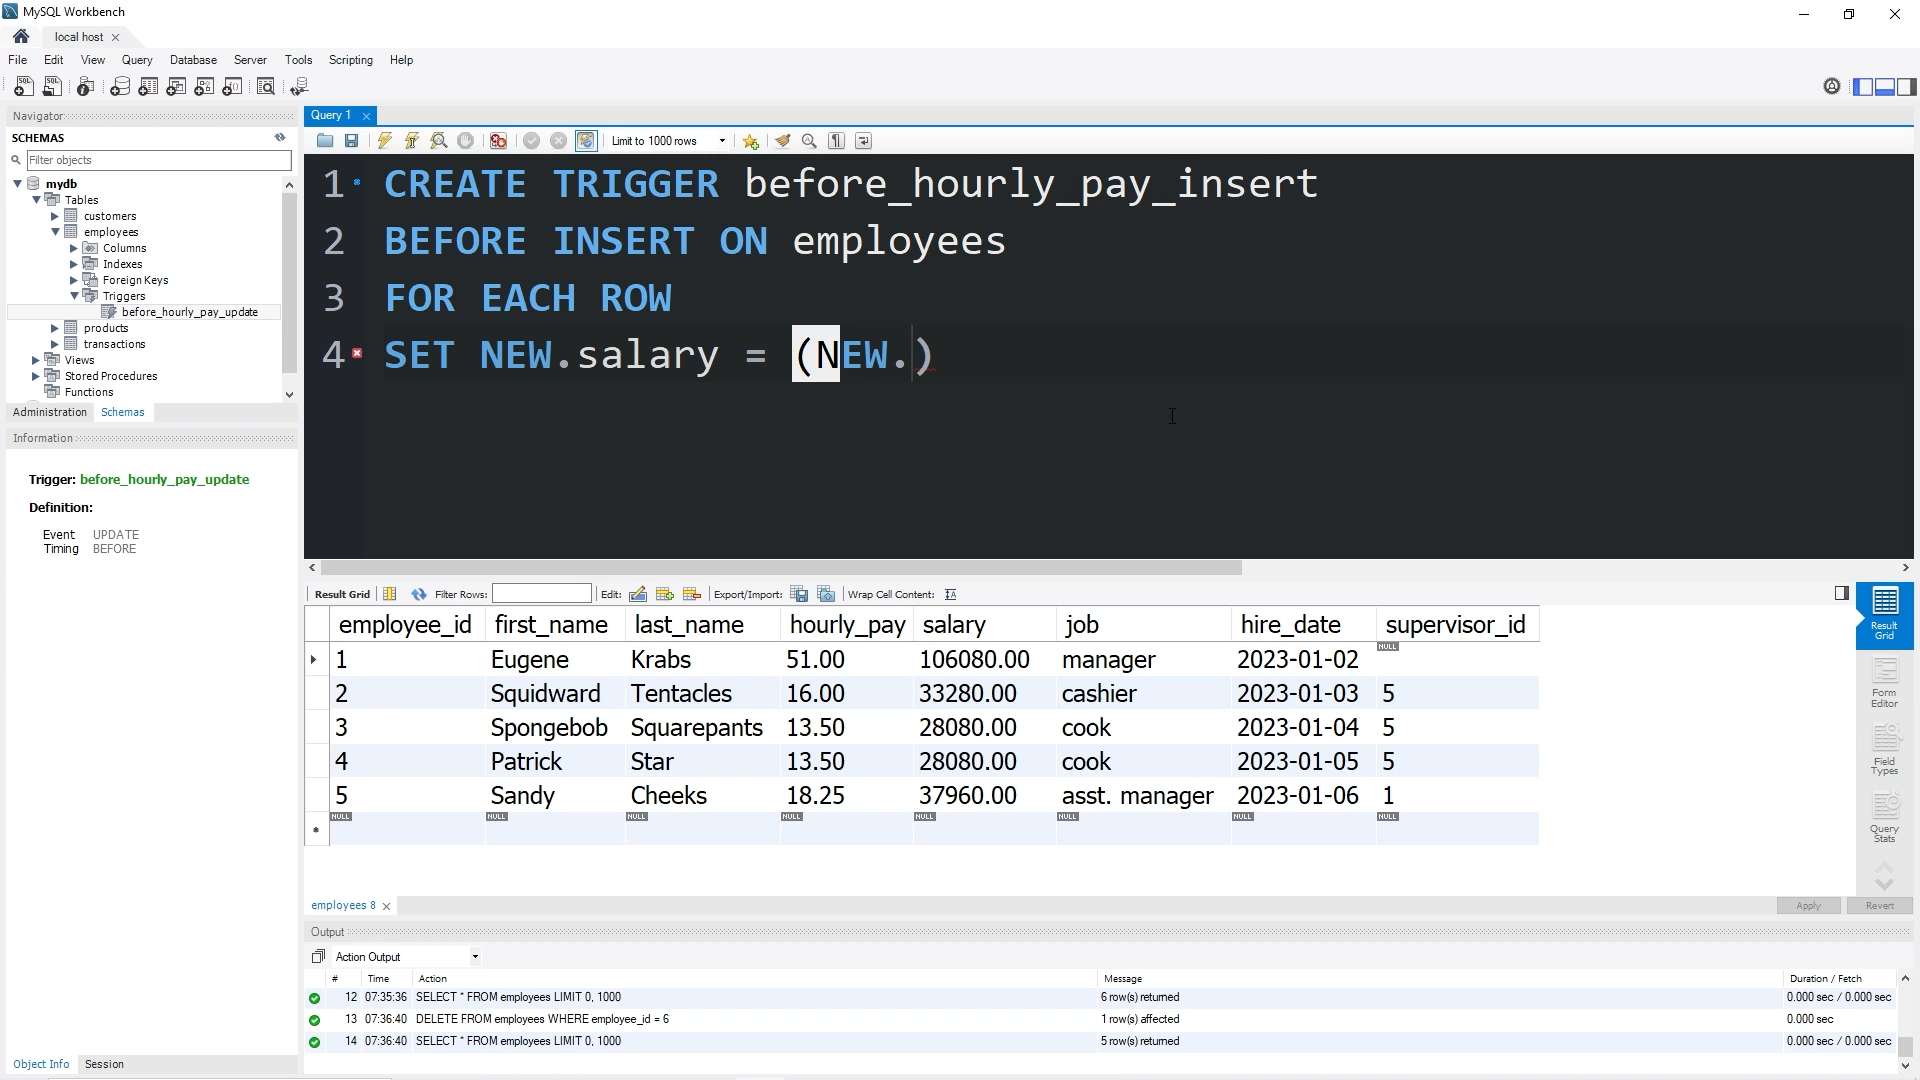 MySQL Workbench
local host
File Edit View Query Database Server Tools Scripting Help
Navigator
SCHEMAS
Filter objects
mydb
Tables
customers
employees
Columns
Indexes
Foreign Keys
Triggers
before_hourly_pay_update
products
transactions
Views
Stored Procedures
Functions
Administration Schemas
Information
Trigger: before_hourly_pay_update
Definition:
Event UPDATE
Timing BEFORE
Object Info Session
Query 1
Limit to 1000 rows
1 CREATE TRIGGER before_hourly_pay_insert
2 BEFORE INSERT ON employees
3 FOR EACH ROW
4 SET NEW.salary = (NEW.)
Result Grid Filter Rows: Edit: Export/Import: Wrap Cell Content:
employee_id first_name last_name hourly_pay salary job hire_date supervisor_id
1 Eugene Krabs 51.00 106080.00 manager 2023-01-02 NULL
2 Squidward Tentacles 16.00 33280.00 cashier 2023-01-03 5
3 Spongebob Squarepants 13.50 28080.00 cook 2023-01-04 5
4 Patrick Star 13.50 28080.00 cook 2023-01-05 5
5 Sandy Cheeks 18.25 37960.00 asst. manager 2023-01-06 1
NULL NULL NULL NULL NULL NULL NULL NULL
Result
Grid
Form
Editor
Field
Types
Query
Stats
employees 8
Apply Revert
Output
Action Output
# Time Action Message Duration / Fetch
12 07:35:36 SELECT * FROM employees LIMIT 0, 1000 6 row(s) returned 0.000 sec / 0.000 sec
13 07:36:40 DELETE FROM employees WHERE employee_id = 6 1 row(s) affected 0.000 sec
14 07:36:40 SELECT * FROM employees LIMIT 0, 1000 5 row(s) returned 0.000 sec / 0.000 sec